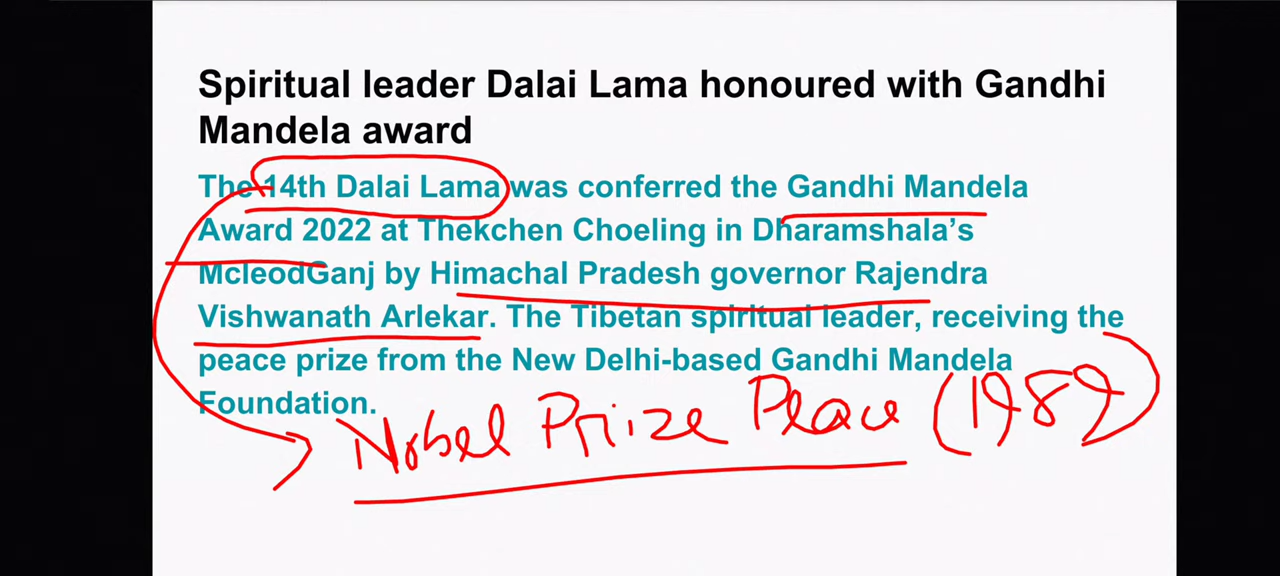 Spiritual leader Dalai Lama honoured with Gandhi
Mandela award
The 14th Dalai Lama was conferred the Gandhi Mandela
Award 2022 at Thekchen Choeling in Dharamshala’s
McleodGanj by Himachal Pradesh governor Rajendra
Vishwanath Arlekar. The Tibetan spiritual leader, receiving the
peace prize from the New Delhi-based Gandhi Mandela
Foundation.
Nobel Priize Peace (1989)